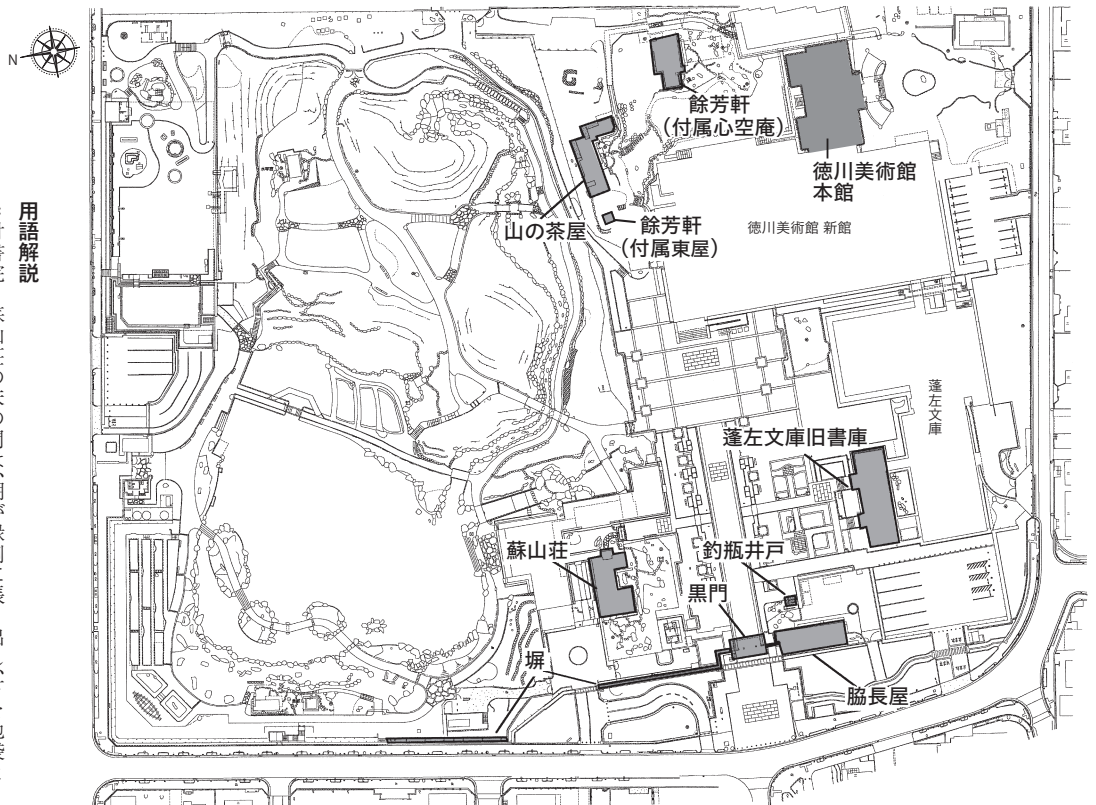 N
餘芳軒
（付属心空庵）
徳川美術館
本館
山の茶屋
餘芳軒
（付属東屋）
徳川美術館 新館
用語解説
蓬左文庫
蓬左文庫旧書庫
蘇山荘
釣瓶井戸
黒門
塀
脇長屋